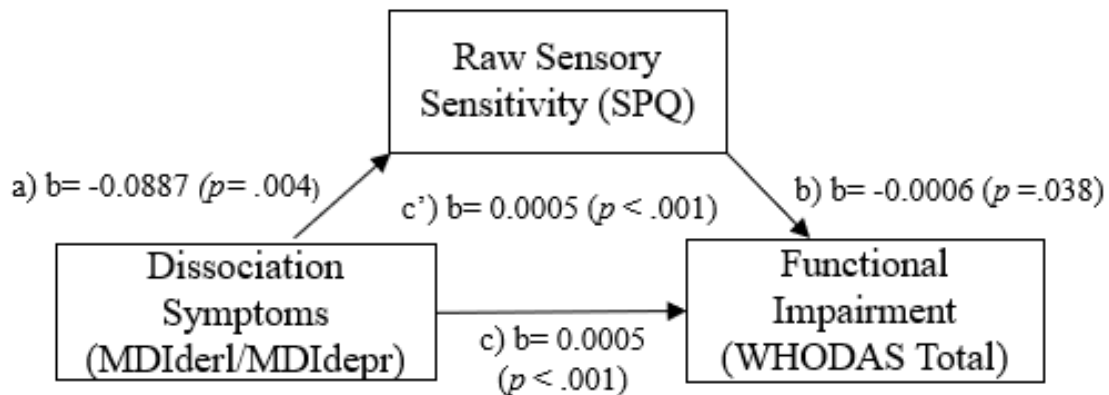 Raw Sensory
Sensitivity (SPQ)
a) b= -0.0887 (p= .004)
c’) b= 0.0005 (p < .001)
b) b= -0.0006 (p =.038)
Dissociation
Symptoms
(MDIderl/MDIdepr)
c) b= 0.0005
(p < .001)
Functional
Impairment
(WHODAS Total)